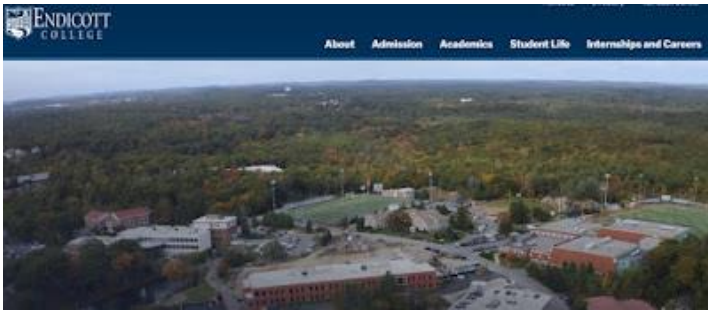 ENDICOTT
COLLEGE
About Admission Academics Student Life Internships and Careers